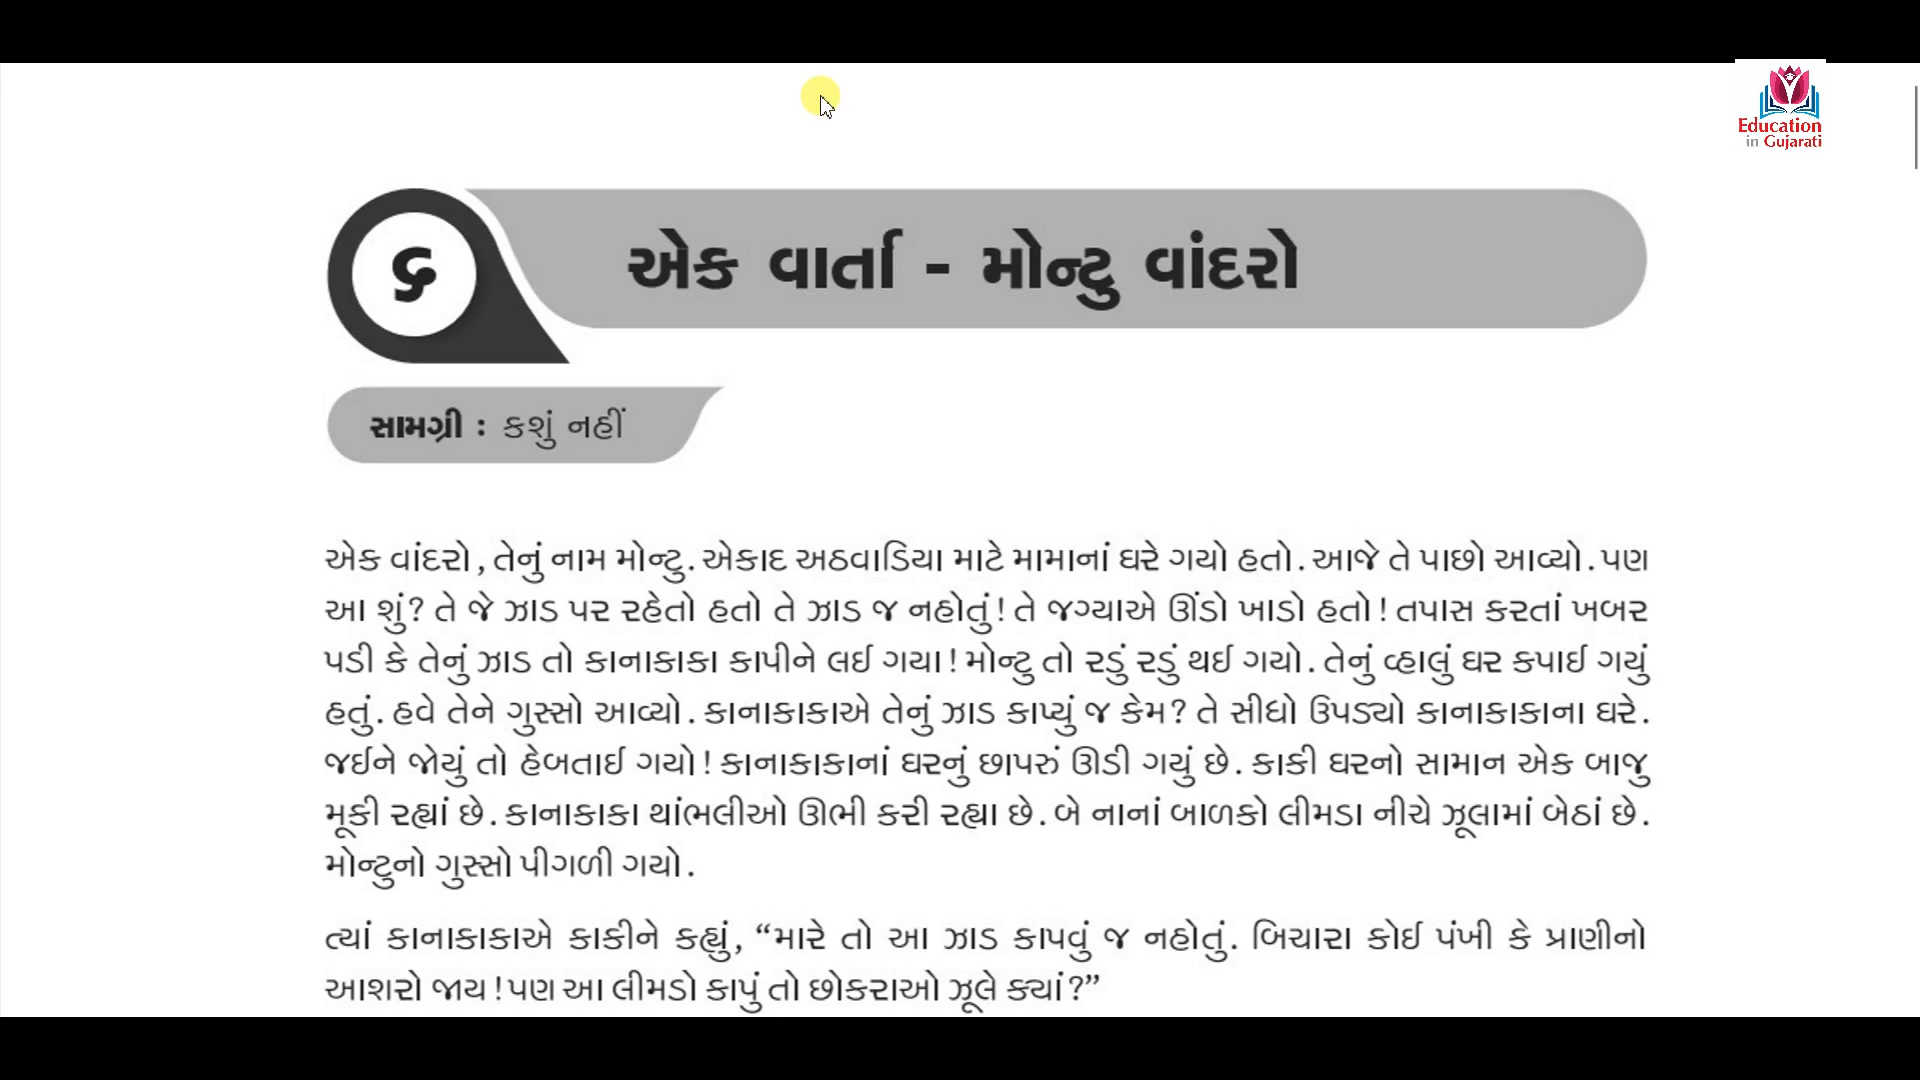 Education
in Gujarati
૬
એક વાર્તા - મોન્ટુ વાંદરો
સામગ્રી : કશું નહીં
એક વાંદરો, તેનું નામ મોન્ટુ. એકાદ અઠવાડિયા માટે મામાનાં ઘરે ગયો હતો. આજે તે પાછો આવ્યો. પણ
આ શું? તે જે ઝાડ પર રહેતો હતો તે ઝાડ જ નહોતું! તે જગ્યાએ ઊંડો ખાડો હતો! તપાસ કરતાં ખબર
પડી કે તેનું ઝાડ તો કાનાકાકા કાપીને લઈ ગયા! મોન્ટુ તો રડું રડું થઈ ગયો. તેનું વ્હાલું ઘર કપાઈ ગયું
હતું. હવે તેને ગુસ્સો આવ્યો. કાનાકાકાએ તેનું ઝાડ કાપ્યું જ કેમ? તે સીધો ઉપડ્યો કાનાકાકાના ઘરે.
જઈને જોયું તો હેબતાઈ ગયો! કાનાકાકાનાં ઘરનું છાપરું ઊડી ગયું છે. કાકી ઘરનો સામાન એક બાજુ
મૂકી રહ્યાં છે. કાનાકાકા થાંભલીઓ ઊભી કરી રહ્યા છે. બે નાનાં બાળકો લીમડા નીચે ઝૂલામાં બેઠાં છે.
મોન્ટુનો ગુસ્સો પીગળી ગયો.
ત્યાં કાનાકાકાએ કાકીને કહ્યું, “મારે તો આ ઝાડ કાપવું જ નહોતું. બિચારા કોઈ પંખી કે પ્રાણીનો
આશરો જાય! પણ આ લીમડો કાપું તો છોકરાઓ ઝૂલે ક્યાં?”